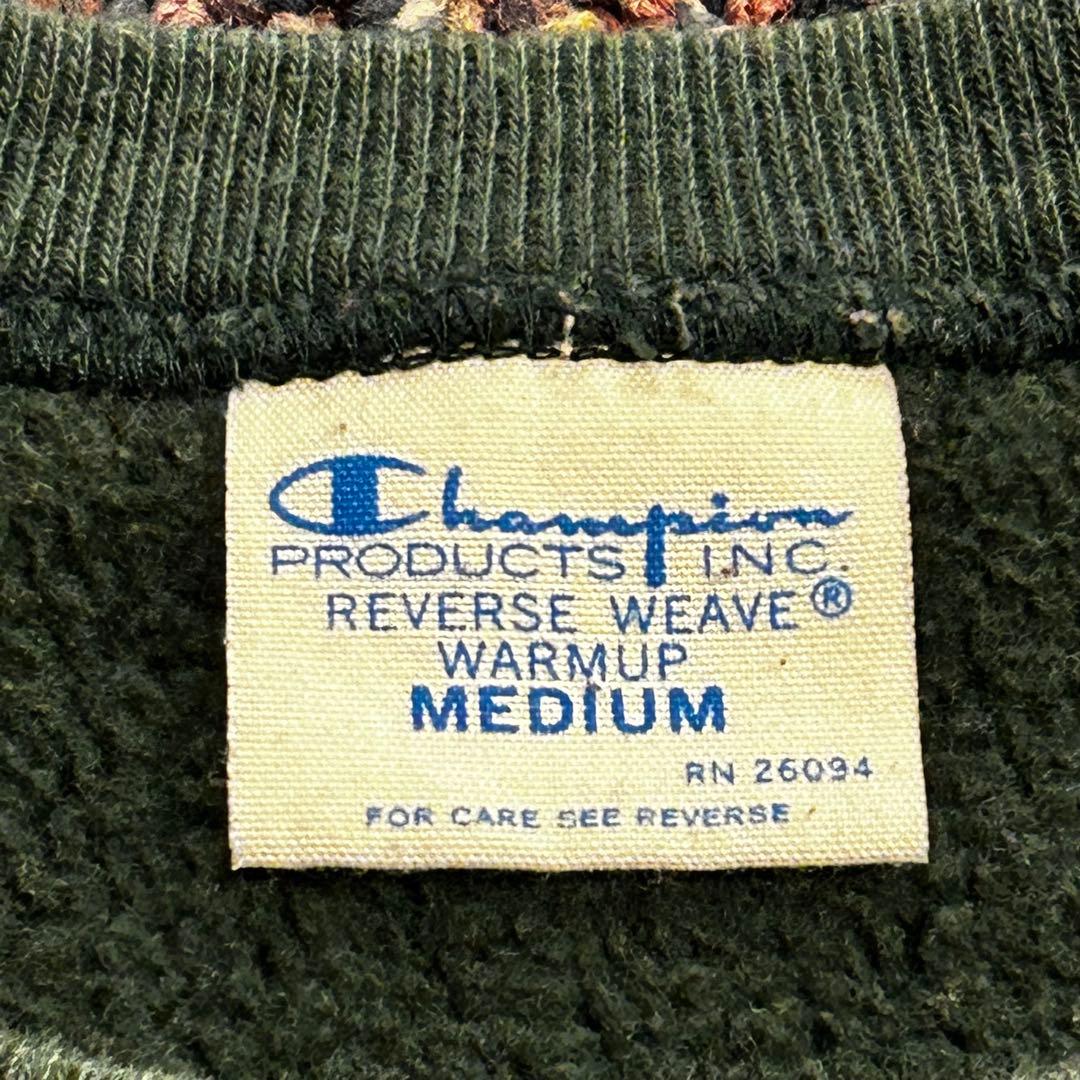 Champion
PRODUCTS INC.
REVERSE WEAVE®
WARMUP
MEDIUM
RN 26094
FOR CARE SEE REVERSE